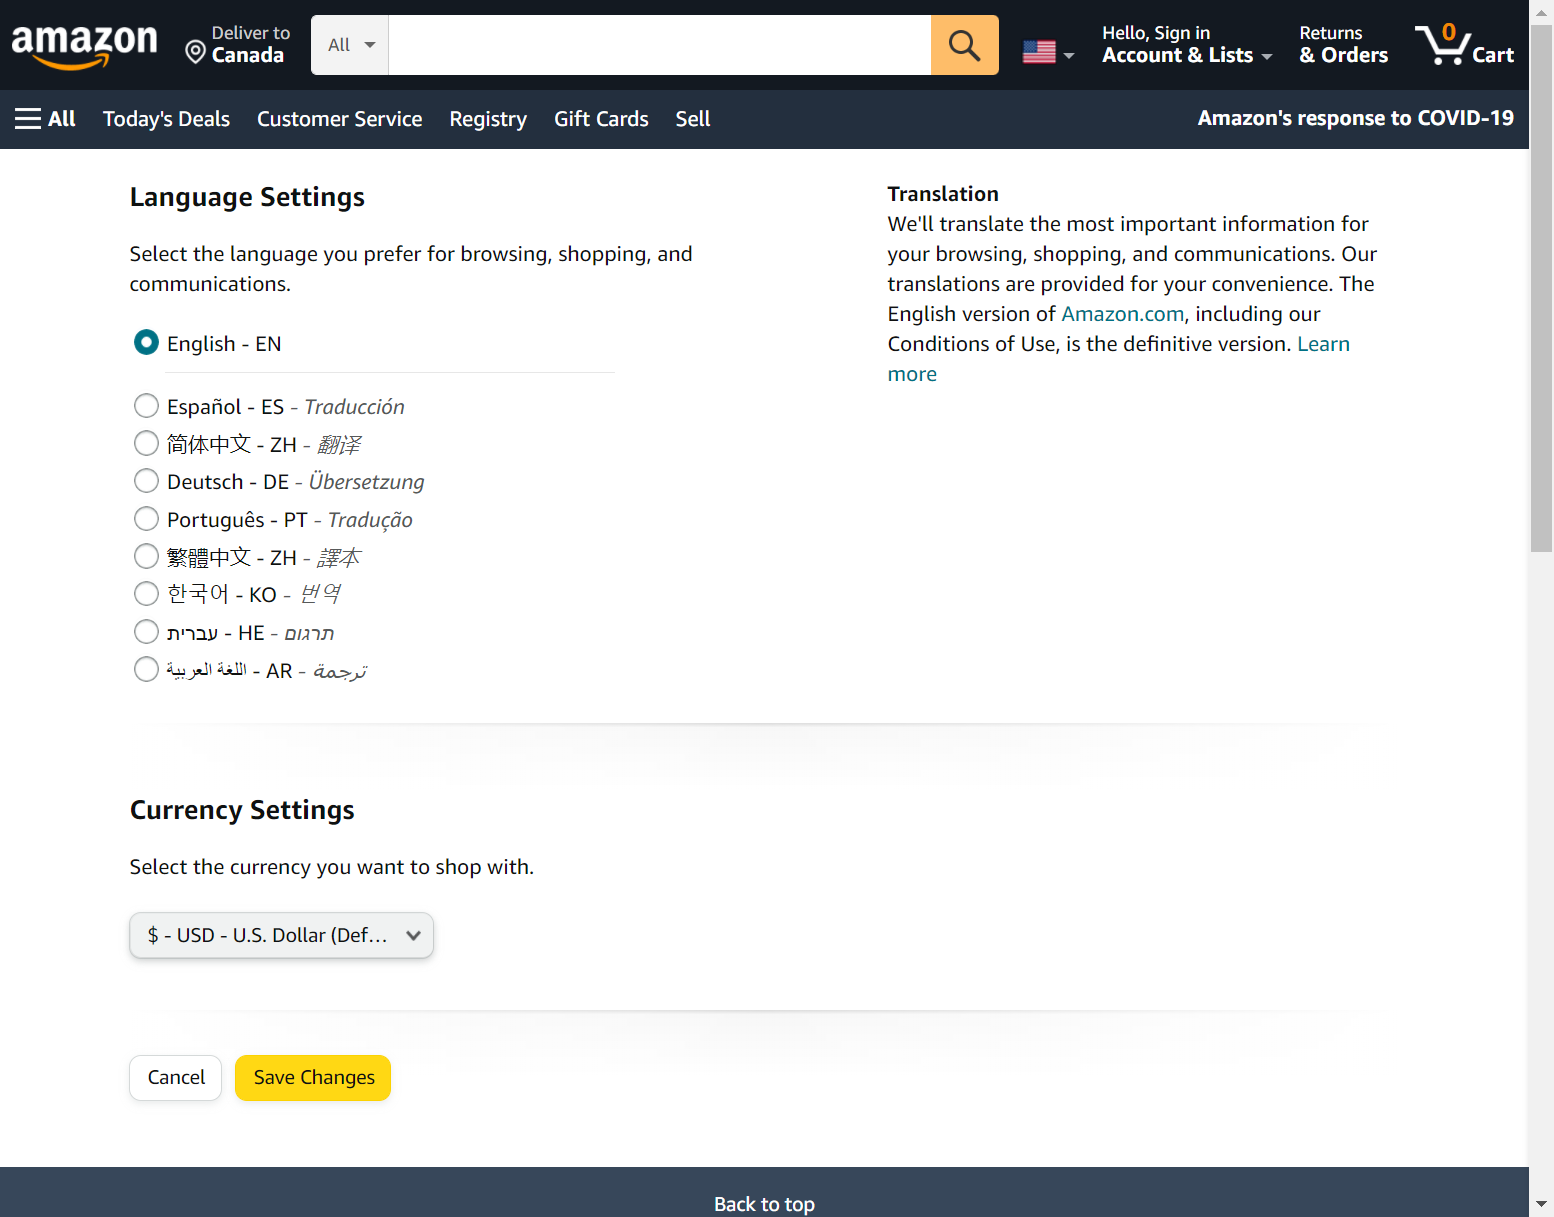 amazon
Deliver to
Canada
All
Hello, Sign in
Account & Lists
Returns
& Orders
0
Cart
All
Today's Deals
Customer Service
Registry
Gift Cards
Sell
Amazon's response to COVID-19
Language Settings
Select the language you prefer for browsing, shopping, and
communications.
English - EN
Español - ES - Traducción
简体中文 - ZH - 翻译
Deutsch - DE - Übersetzung
Português - PT - Tradução
繁體中文 - ZH - 譯本
한국어 - KO - 번역
עברית - HE - תרגום
اللغة العربية - AR - ترجمة
Translation
We'll translate the most important information for
your browsing, shopping, and communications. Our
translations are provided for your convenience. The
English version of Amazon.com, including our
Conditions of Use, is the definitive version. Learn
more
Currency Settings
Select the currency you want to shop with.
$ - USD - U.S. Dollar (Def...
Cancel
Save Changes
Back to top